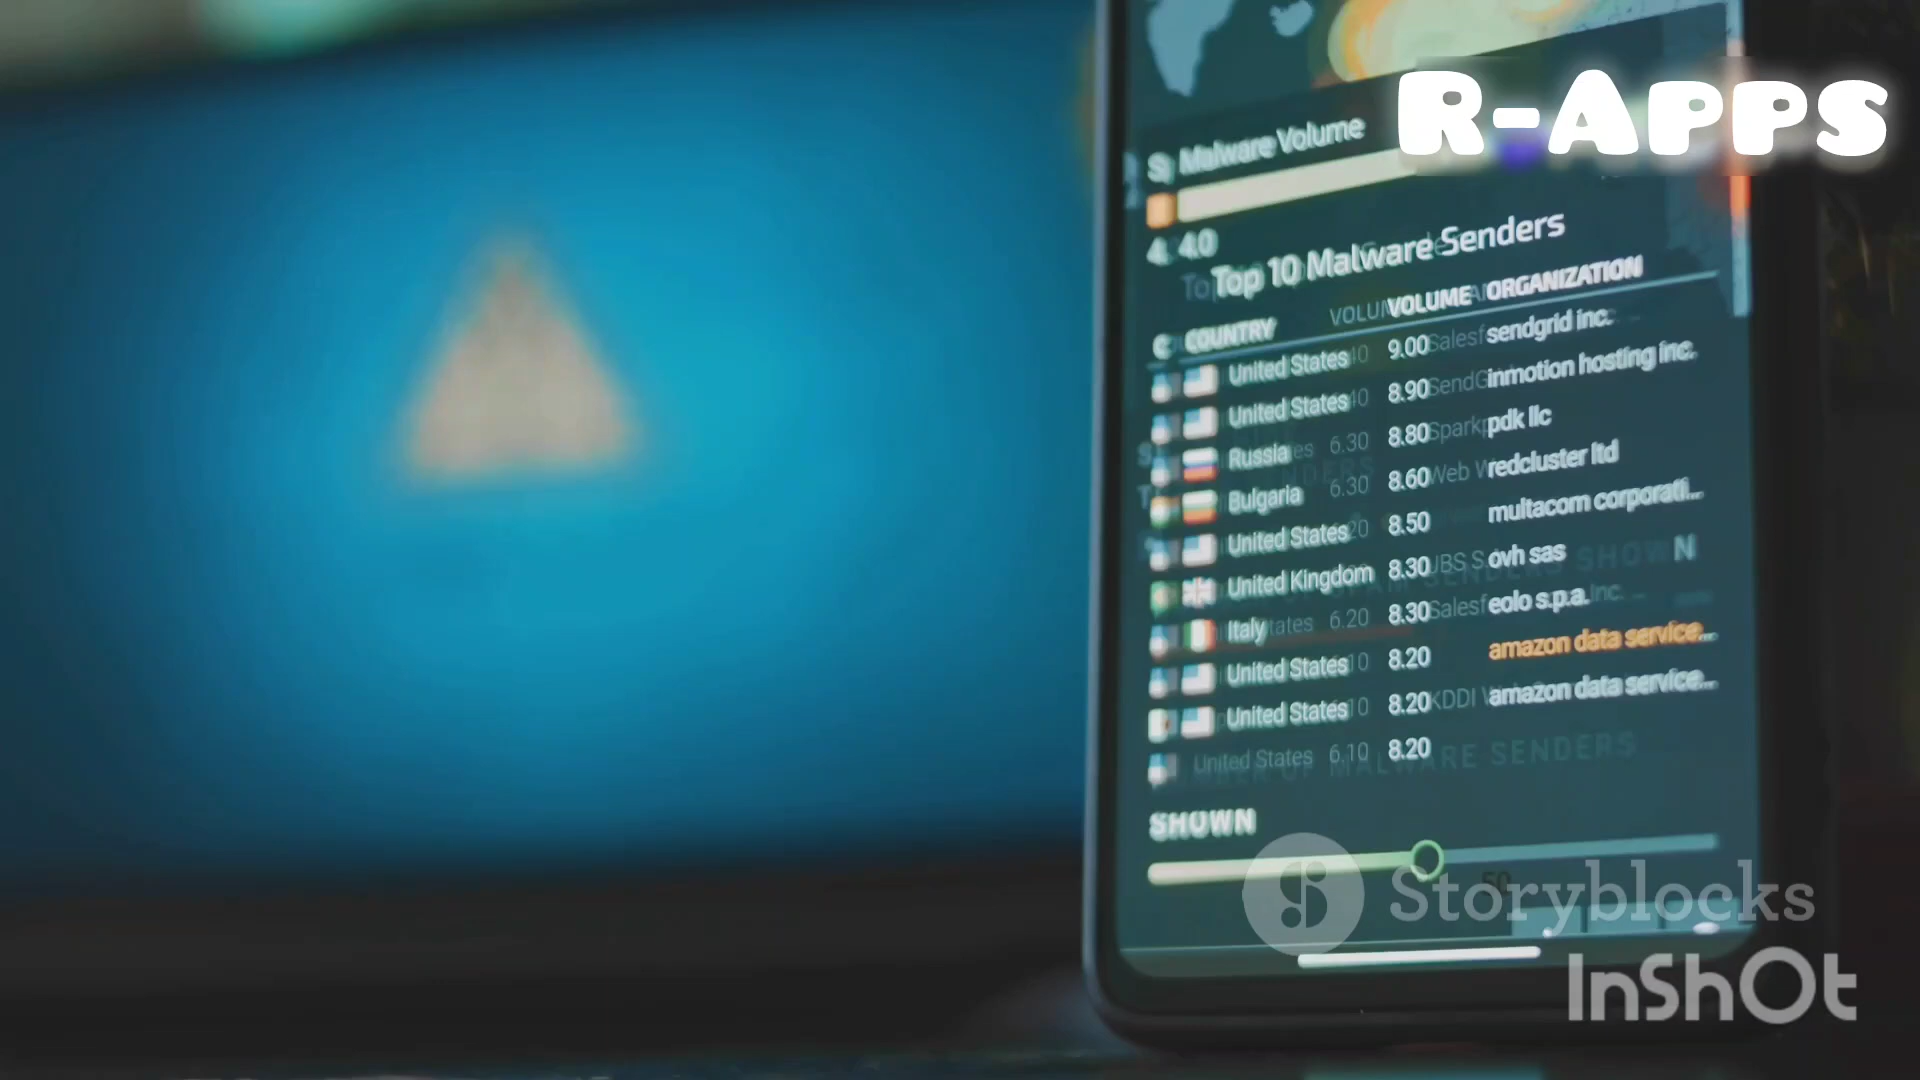 R-Apps
Malware Volume
4.0
Top 10 Malware Senders
COUNTRY VOLUME ORGANIZATION
United States 9.00 sendgrid inc.
United States 8.90 inmotion hosting inc.
Russia 8.80 pdk llc
Bulgaria 8.60 redcluster ltd
United States 8.50 multacom corporati...
United Kingdom 8.30 ovh sas
Italy 8.30 eolo s.p.a.
United States 8.20 amazon data service...
United States 8.20 amazon data service...
United States 6.10 8.20
MALWARE SENDERS
SHOWN
50
Storyblocks
InShOt